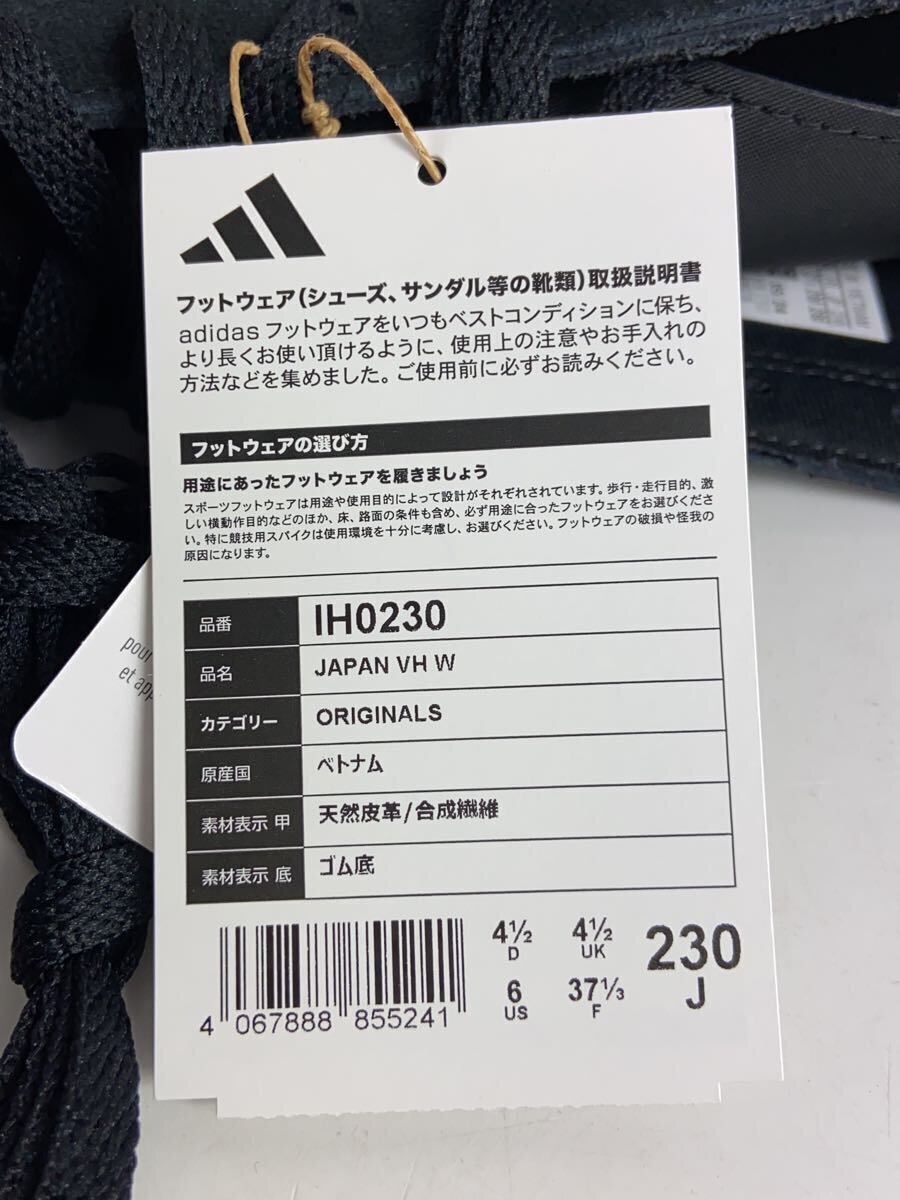 フットウェア(シューズ、サンダル等の靴類)取扱説明書
adidas フットウェアをいつもベストコンディションに保ち、
より長くお使い頂けるように、使用上の注意やお手入れの
方法などを集めました。ご使用前に必ずお読みください。
フットウェアの選び方
用途にあったフットウェアを履きましょう
スポーツフットウェアは用途や使用目的によって設計がそれぞれされています。歩行・走行目的、激
しい横動作目的などのほか、床、路面の条件も含め、必ず用途に合ったフットウェアをお選びくださ
い。特に競技用スパイクは使用環境を十分に考慮し、お選びください。フットウェアの破損や怪我の
原因になります。
品番 IH0230
品名 JAPAN VH W
カテゴリー ORIGINALS
原産国 ベトナム
素材表示 甲 天然皮革/合成繊維
素材表示 底 ゴム底
4½ 4½ 230
D UK J
6 37⅓
US F
4 067888 855241
pour
et app